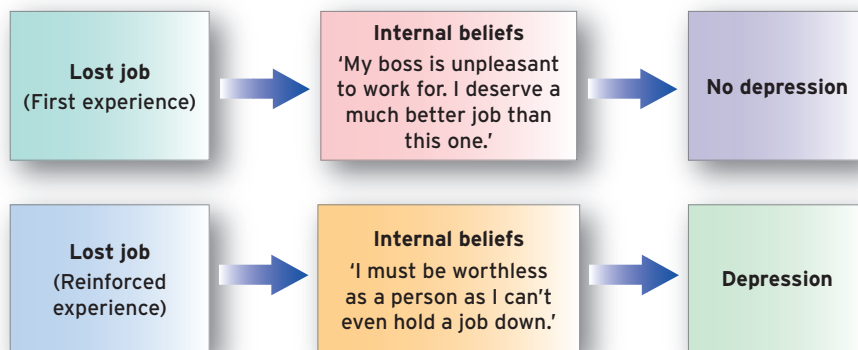 Lost job
(First experience)
Internal beliefs
‘My boss is unpleasant
to work for. I deserve a
much better job than
this one.’
No depression
Lost job
(Reinforced
experience)
Internal beliefs
‘I must be worthless
as a person as I can’t
even hold a job down.’
Depression